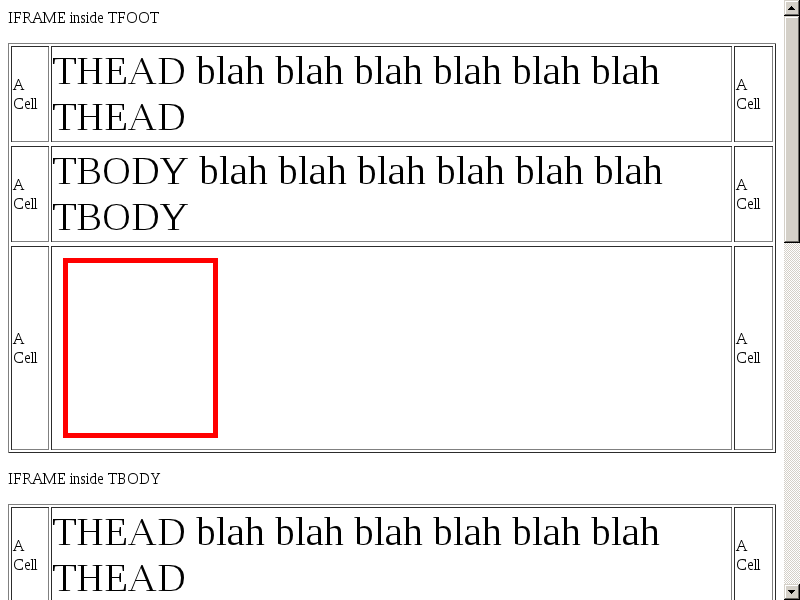 IFRAME inside TFOOT
A Cell
THEAD blah blah blah blah blah blah
THEAD
A Cell
A Cell
TBODY blah blah blah blah blah blah
TBODY
A Cell
A Cell
A Cell
IFRAME inside TBODY
A Cell
THEAD blah blah blah blah blah blah
THEAD
A Cell